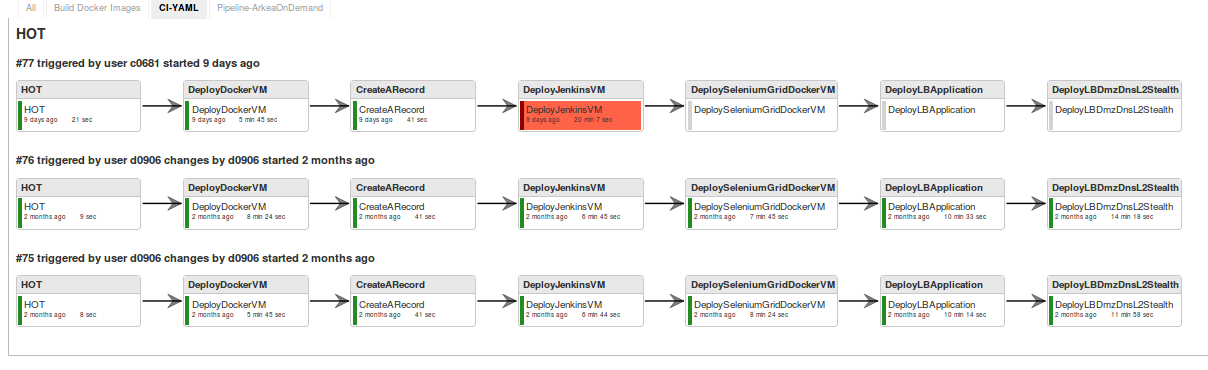 All Build Docker Images CI-YAML Pipeline-ArkeaOnDemand
HOT
#77 triggered by user c0681 started 9 days ago
HOT DeployDockerVM CreateARecord DeployJenkinsVM DeploySeleniumGridDockerVM DeployLBApplication DeployLBDmzDnsL2Stealth
HOT DeployDockerVM CreateARecord DeployJenkinsVM DeploySeleniumGridDockerVM DeployLBApplication DeployLBDmzDnsL2Stealth
9 days ago 21 sec 9 days ago 5 min 45 sec 9 days ago 41 sec 9 days ago 20 min 7 sec
#76 triggered by user d0906 changes by d0906 started 2 months ago
HOT DeployDockerVM CreateARecord DeployJenkinsVM DeploySeleniumGridDockerVM DeployLBApplication DeployLBDmzDnsL2Stealth
HOT DeployDockerVM CreateARecord DeployJenkinsVM DeploySeleniumGridDockerVM DeployLBApplication DeployLBDmzDnsL2Stealth
2 months ago 9 sec 2 months ago 8 min 24 sec 2 months ago 41 sec 2 months ago 6 min 45 sec 2 months ago 7 min 45 sec 2 months ago 10 min 33 sec 2 months ago 14 min 18 sec
#75 triggered by user d0906 changes by d0906 started 2 months ago
HOT DeployDockerVM CreateARecord DeployJenkinsVM DeploySeleniumGridDockerVM DeployLBApplication DeployLBDmzDnsL2Stealth
HOT DeployDockerVM CreateARecord DeployJenkinsVM DeploySeleniumGridDockerVM DeployLBApplication DeployLBDmzDnsL2Stealth
2 months ago 8 sec 2 months ago 5 min 45 sec 2 months ago 41 sec 2 months ago 6 min 44 sec 2 months ago 8 min 24 sec 2 months ago 10 min 14 sec 2 months ago 11 min 58 sec